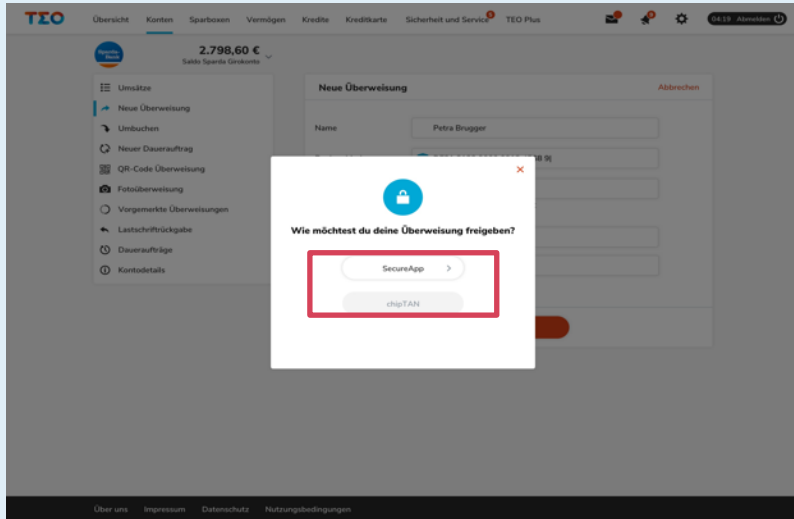 TEO Übersicht Konten Sparboxen Vermögen Kredite Kreditkarte Sicherheit und Service TEO Plus 04:19 Abmelden
Sparda-Bank
2.798,60 €
Saldo Sparda Girokonto
Umsätze
Neue Überweisung
Umbuchen
Neuer Dauerauftrag
QR-Code Überweisung
Fotoüberweisung
Vorgemerkte Überweisungen
Lastschriftrückgabe
Daueraufträge
Kontodetails
Neue Überweisung Abbrechen
Name Petra Brugger
Wie möchtest du deine Überweisung freigeben?
SecureApp
chipTAN
Über uns Impressum Datenschutz Nutzungsbedingungen